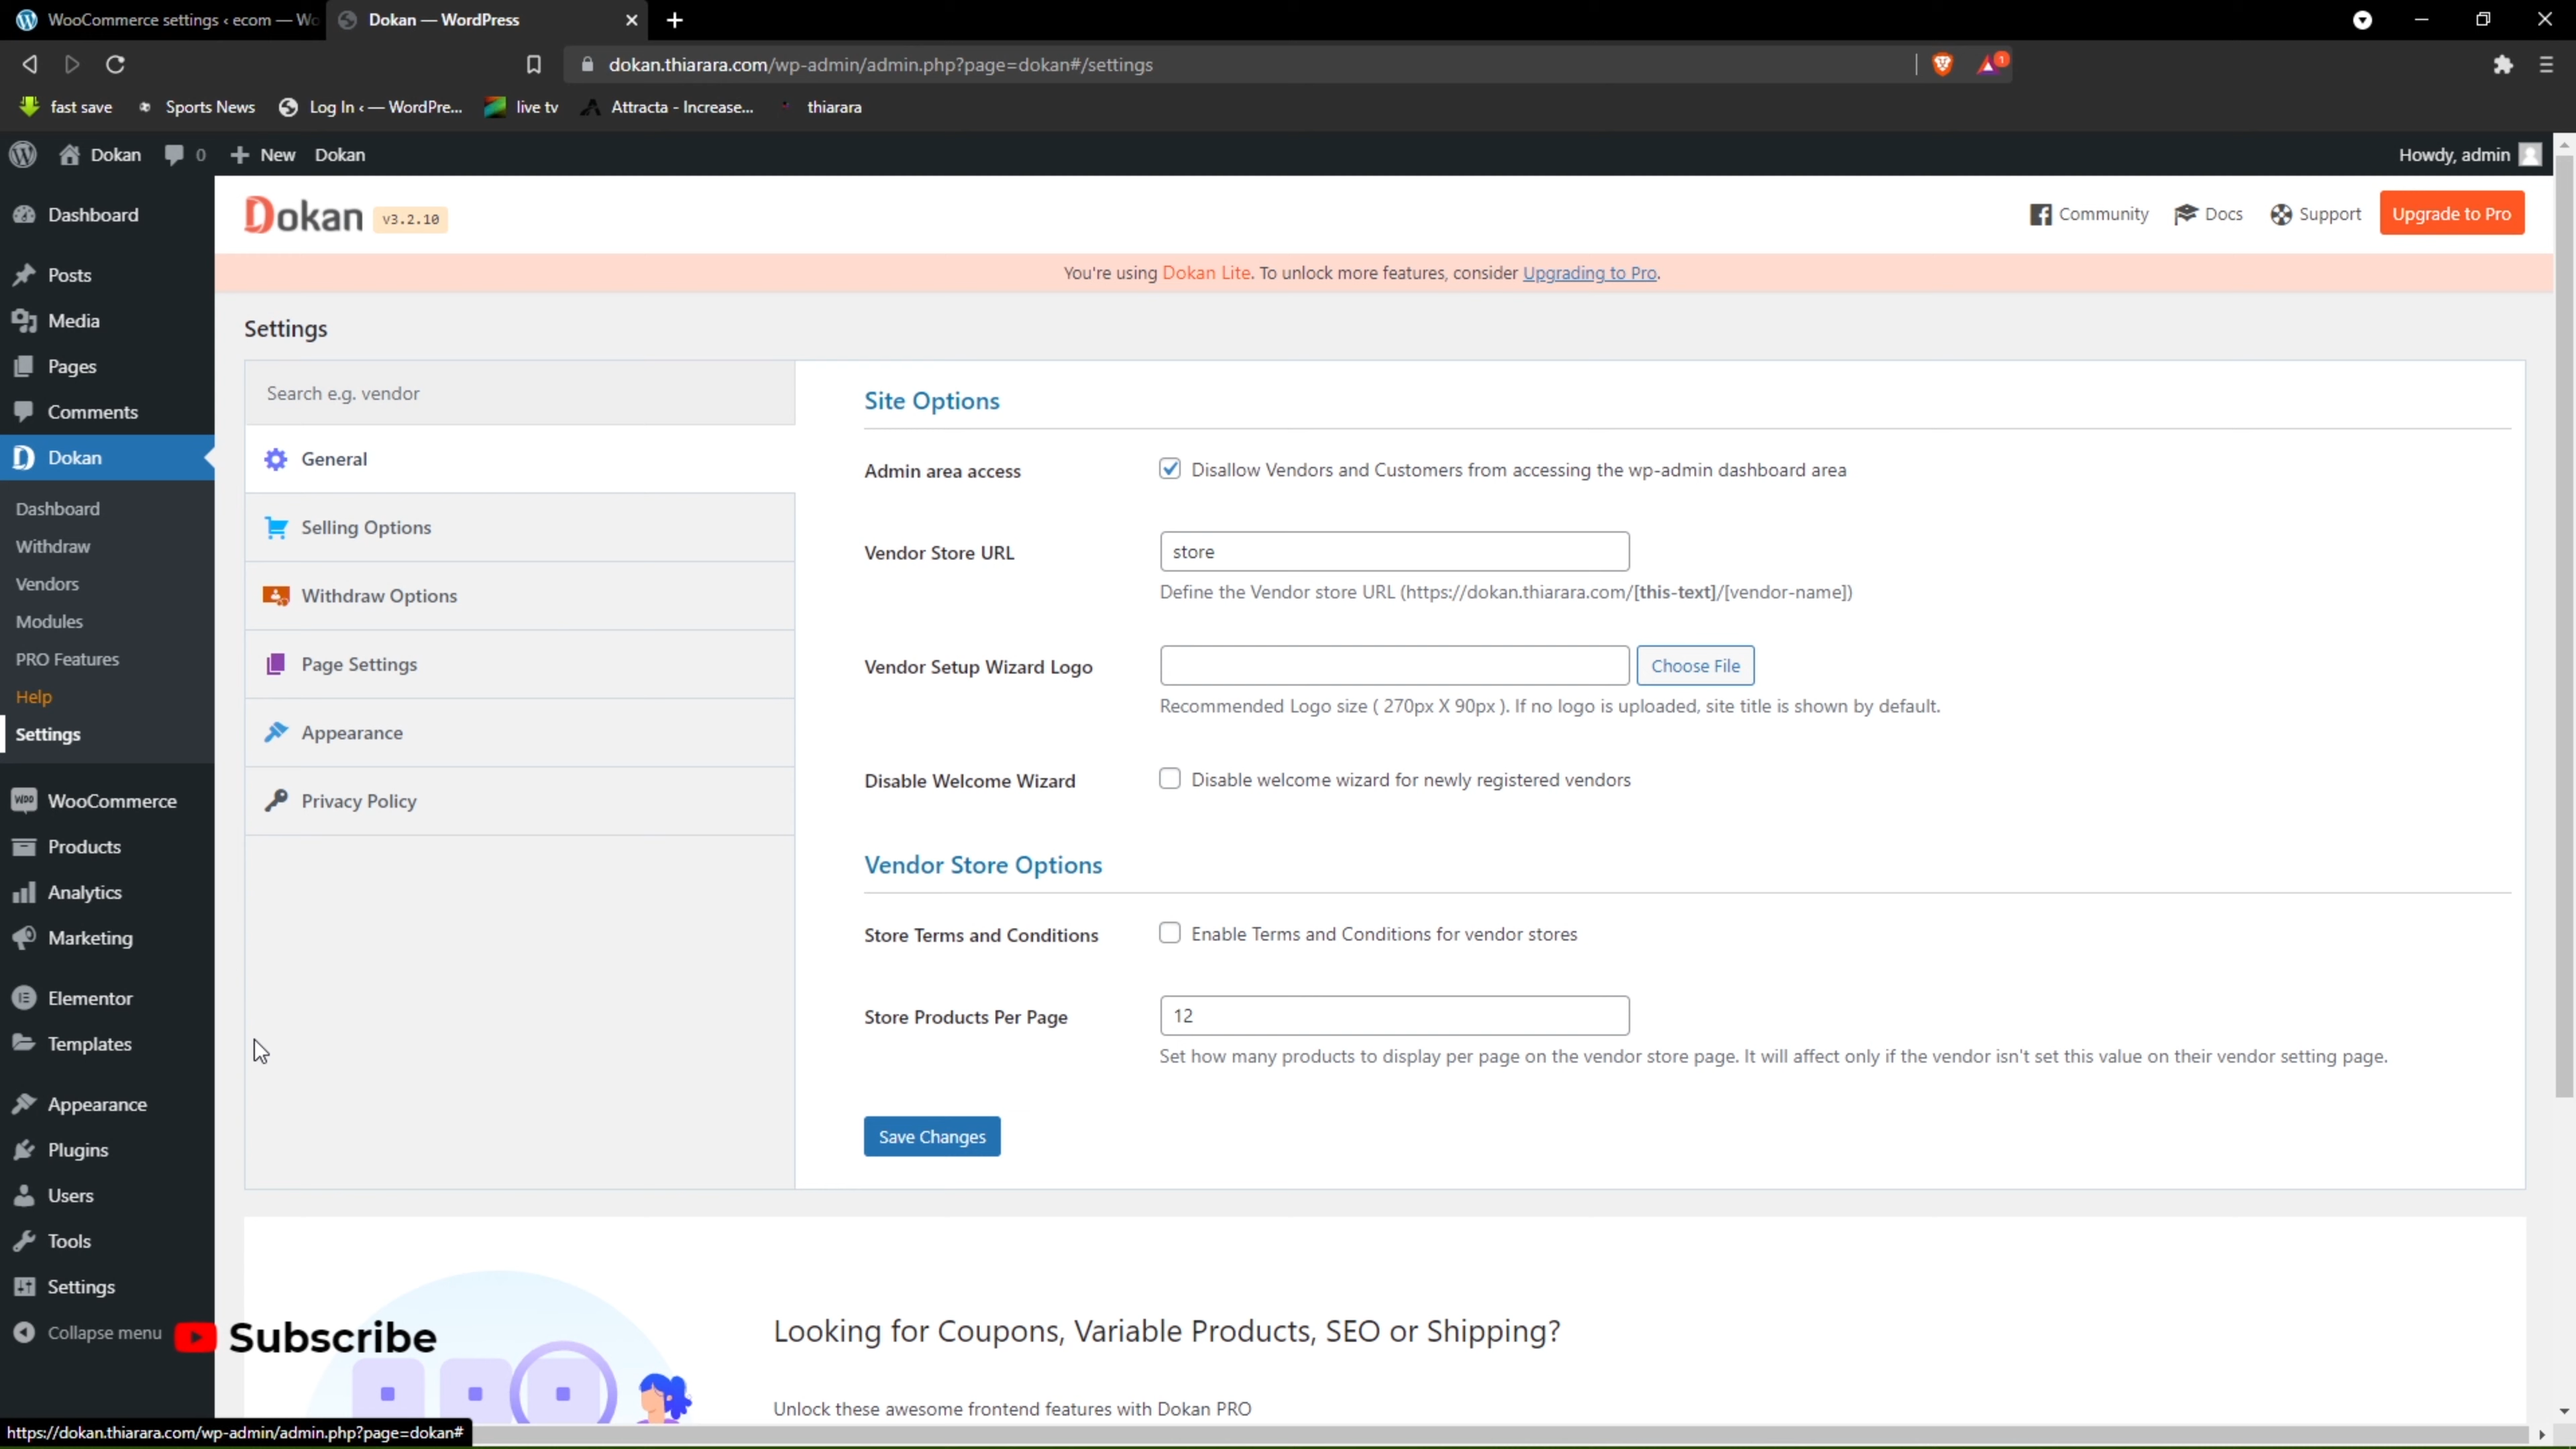 WooCommerce settings ‹ ecom — Wo
Dokan — WordPress
dokan.thiarara.com/wp-admin/admin.php?page=dokan#/settings
1
fast save
Sports News
Log In ‹ — WordPre...
live tv
Attracta - Increase...
thiarara
Dokan
0
New
Dokan
Howdy, admin
Dashboard
Posts
Media
Pages
Comments
Dokan
Dashboard
Withdraw
Vendors
Modules
PRO Features
Help
Settings
WooCommerce
Products
Analytics
Marketing
Elementor
Templates
Appearance
Plugins
Users
Tools
Settings
Collapse menu
Dokan v3.2.10
Community
Docs
Support
Upgrade to Pro
You're using Dokan Lite. To unlock more features, consider Upgrading to Pro.
Settings
Search e.g. vendor
General
Selling Options
Withdraw Options
Page Settings
Appearance
Privacy Policy
Site Options
Admin area access
Disallow Vendors and Customers from accessing the wp-admin dashboard area
Vendor Store URL
store
Define the Vendor store URL (https://dokan.thiarara.com/[this-text]/[vendor-name])
Vendor Setup Wizard Logo
Choose File
Recommended Logo size ( 270px X 90px ). If no logo is uploaded, site title is shown by default.
Disable Welcome Wizard
Disable welcome wizard for newly registered vendors
Vendor Store Options
Store Terms and Conditions
Enable Terms and Conditions for vendor stores
Store Products Per Page
12
Set how many products to display per page on the vendor store page. It will affect only if the vendor isn't set this value on their vendor setting page.
Save Changes
Subscribe
Looking for Coupons, Variable Products, SEO or Shipping?
Unlock these awesome frontend features with Dokan PRO
https://dokan.thiarara.com/wp-admin/admin.php?page=dokan#